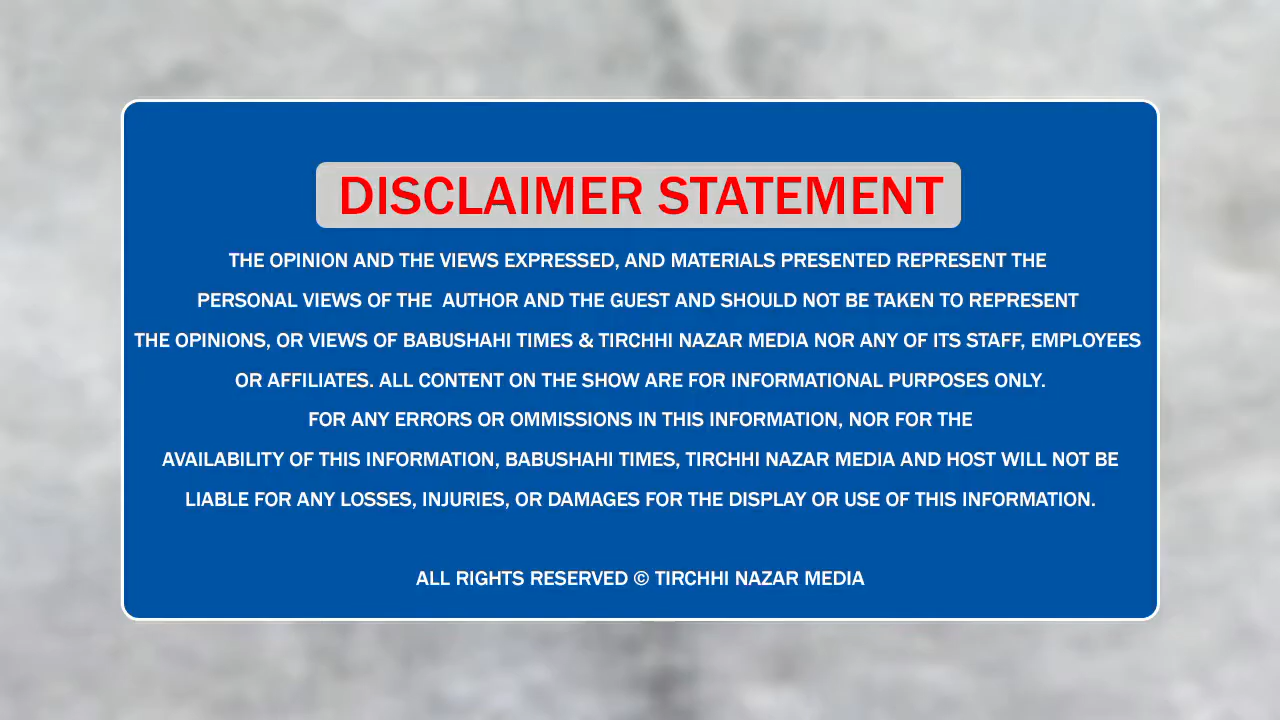 DISCLAIMER STATEMENT
THE OPINION AND THE VIEWS EXPRESSED, AND MATERIALS PRESENTED REPRESENT THE
PERSONAL VIEWS OF THE  AUTHOR AND THE GUEST AND SHOULD NOT BE TAKEN TO REPRESENT
THE OPINIONS, OR VIEWS OF BABUSHAHI TIMES & TIRCHHI NAZAR MEDIA NOR ANY OF ITS STAFF, EMPLOYEES
OR AFFILIATES. ALL CONTENT ON THE SHOW ARE FOR INFORMATIONAL PURPOSES ONLY.
FOR ANY ERRORS OR OMMISSIONS IN THIS INFORMATION, NOR FOR THE
AVAILABILITY OF THIS INFORMATION, BABUSHAHI TIMES, TIRCHHI NAZAR MEDIA AND HOST WILL NOT BE
LIABLE FOR ANY LOSSES, INJURIES, OR DAMAGES FOR THE DISPLAY OR USE OF THIS INFORMATION.
ALL RIGHTS RESERVED © TIRCHHI NAZAR MEDIA